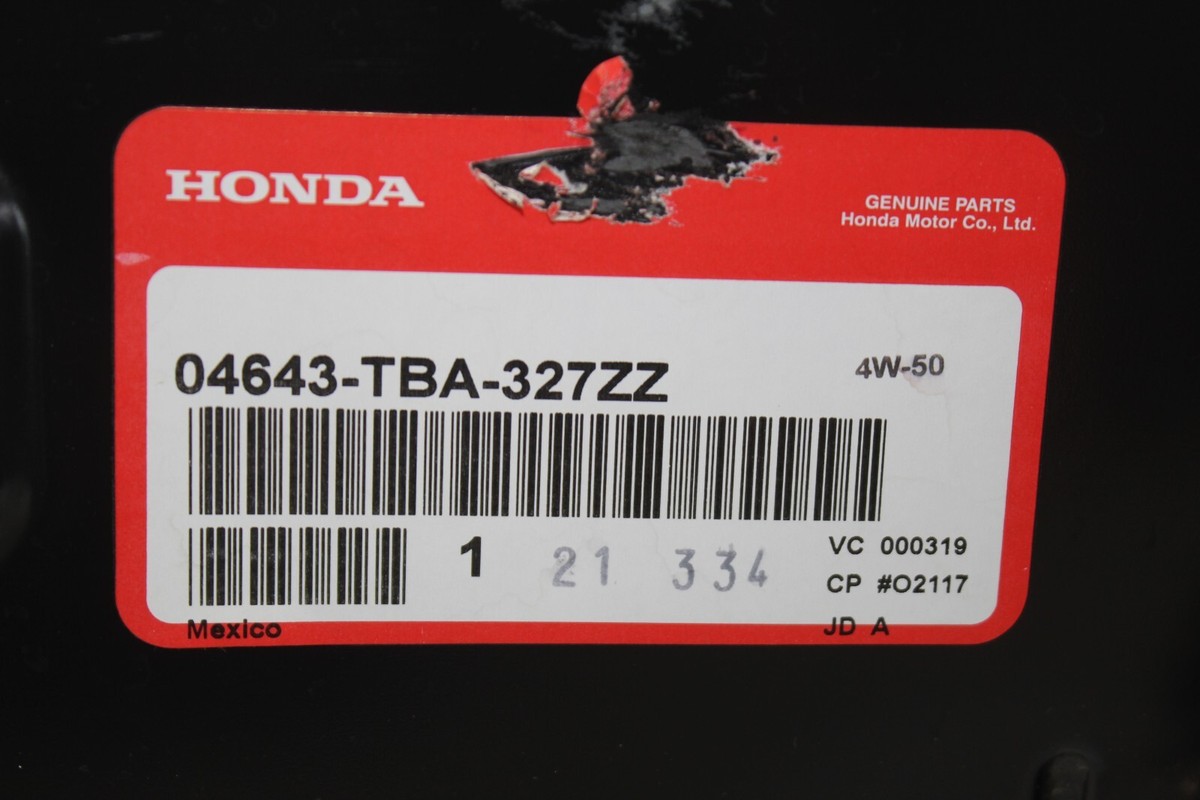 HONDA
GENUINE PARTS
Honda Motor Co., Ltd.
04643-TBA-327ZZ
4W-50
1
21 334
VC 000319
CP #O2117
Mexico
JD A